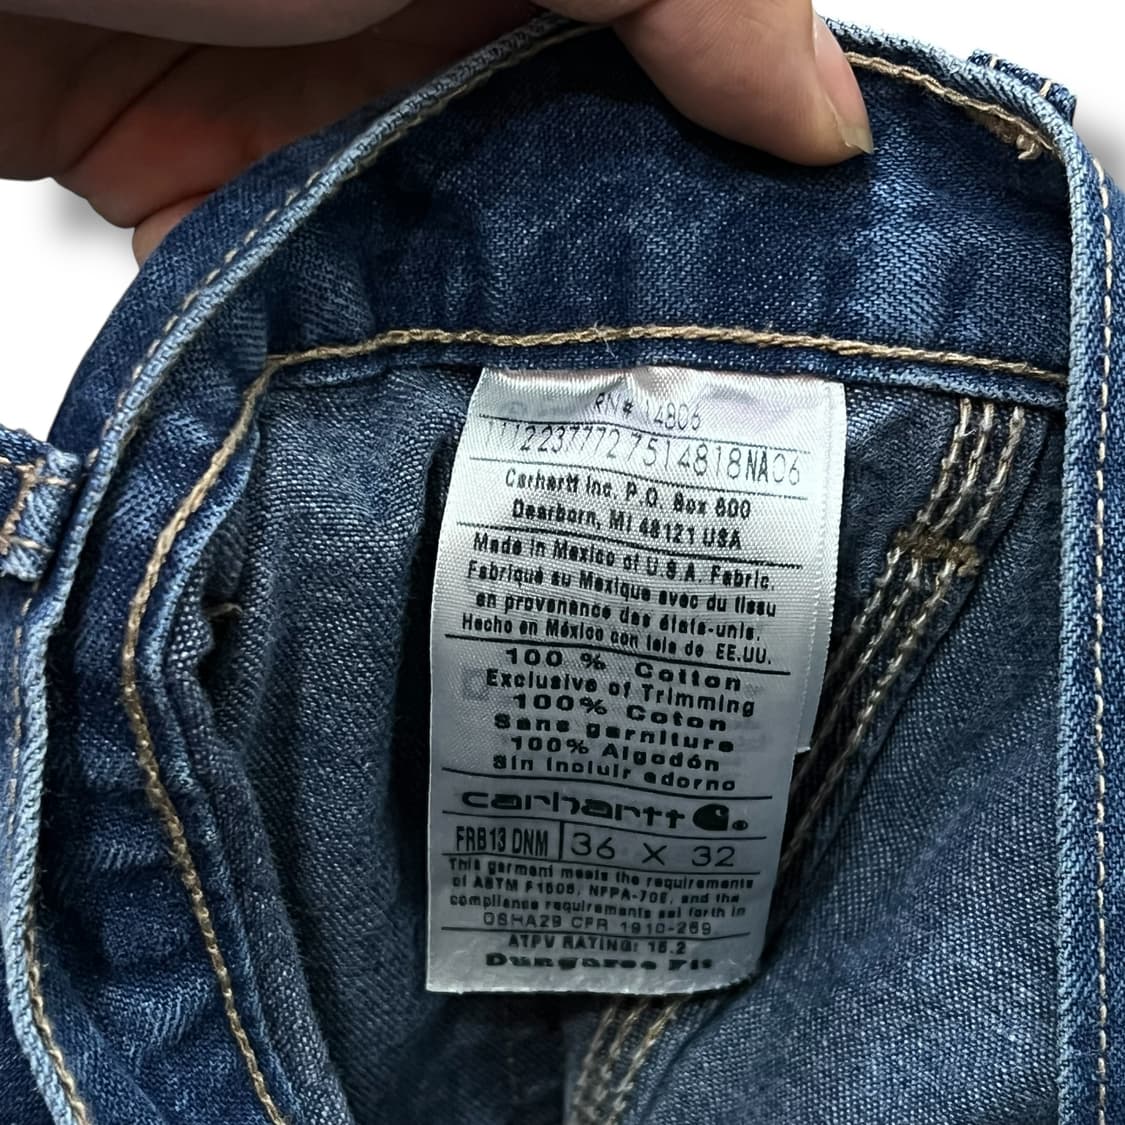 RN# 14806
11122377727514818NA06
Carhartt Inc. P.O. Box 600
Dearborn, MI 48121 USA
Made in Mexico of U.S.A. Fabric.
Fabriqué au Mexique avec du tissu
en provenance des états-unis.
Hecho en México con tela de EE.UU.
100 % Cotton
Exclusive of Trimming
100% Coton
Sans garniture
100% Algodón
Sin incluir adorno
carhartt
FRB13 DNM 36 X 32
This garment meets the requirements
of ASTM F1506, NFPA-70E, and the
compliance requirements set forth in
OSHA29 CFR 1910-269
ATPV RATING: 15.2
Dungaree Fit